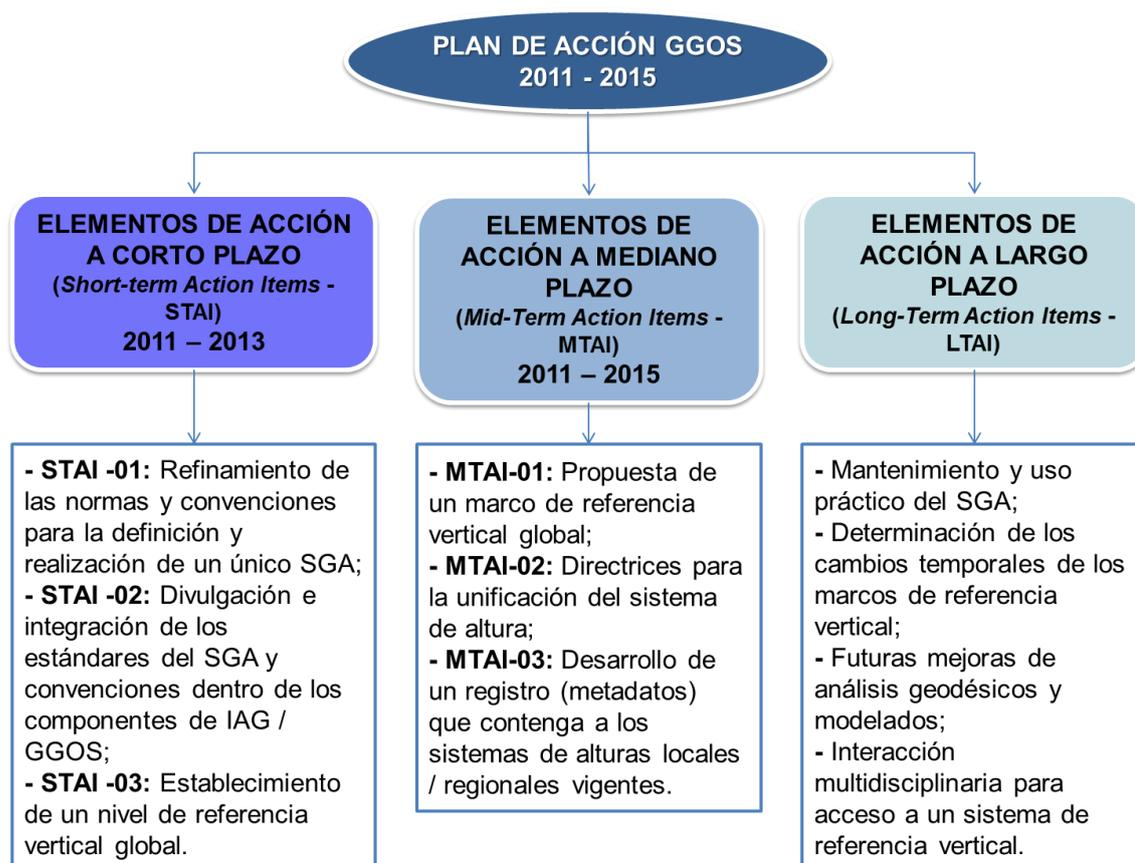 PLAN DE ACCIÓN GGOS
2011 - 2015
ELEMENTOS DE ACCIÓN
A CORTO PLAZO
(Short-term Action Items -
STAI)
2011 – 2013
- STAI -01: Refinamiento de
las normas y convenciones
para la definición y
realización de un único SGA;
- STAI -02: Divulgación e
integración de los
estándares del SGA y
convenciones dentro de los
componentes de IAG /
GGOS;
- STAI -03: Establecimiento
de un nivel de referencia
vertical global.
ELEMENTOS DE
ACCIÓN A MEDIANO
PLAZO
(Mid-Term Action Items -
MTAI)
2011 – 2015
- MTAI-01: Propuesta de
un marco de referencia
vertical global;
- MTAI-02: Directrices para
la unificación del sistema
de altura;
- MTAI-03: Desarrollo de
un registro (metadatos)
que contenga a los
sistemas de alturas locales
/ regionales vigentes.
ELEMENTOS DE
ACCIÓN A LARGO
PLAZO
(Long-Term Action Items -
LTAI)
- Mantenimiento y uso
práctico del SGA;
- Determinación de los
cambios temporales de los
marcos de referencia
vertical;
- Futuras mejoras de
análisis geodésicos y
modelados;
- Interacción
multidisciplinaria para
acceso a un sistema de
referencia vertical.